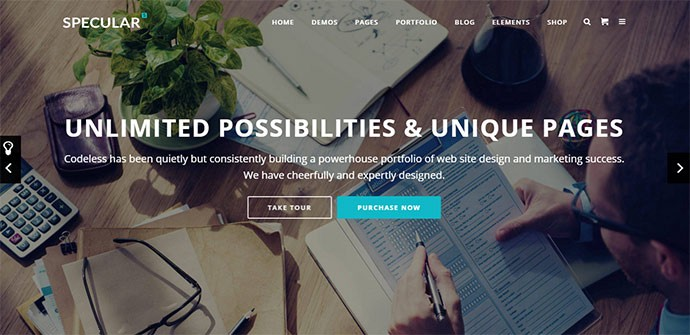 SPECULAR
HOME DEMOS PAGES PORTFOLIO BLOG ELEMENTS SHOP
UNLIMITED POSSIBILITIES & UNIQUE PAGES
Codeless has been quietly but consistently building a powerhouse portfolio of web site design and marketing success.
We have cheerfully and expertly designed.
TAKE TOUR PURCHASE NOW